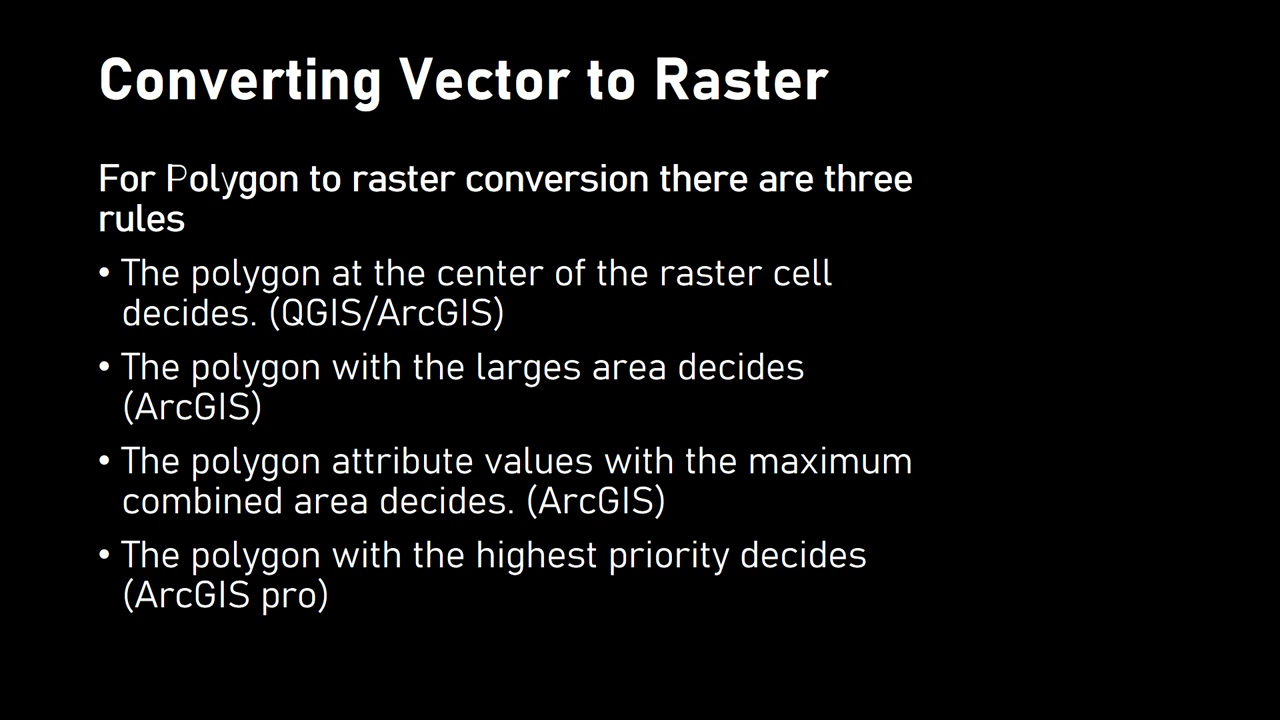 Converting Vector to Raster
For Polygon to raster conversion there are three
rules
• The polygon at the center of the raster cell
decides. (QGIS/ArcGIS)
• The polygon with the larges area decides
(ArcGIS)
• The polygon attribute values with the maximum
combined area decides. (ArcGIS)
• The polygon with the highest priority decides
(ArcGIS pro)